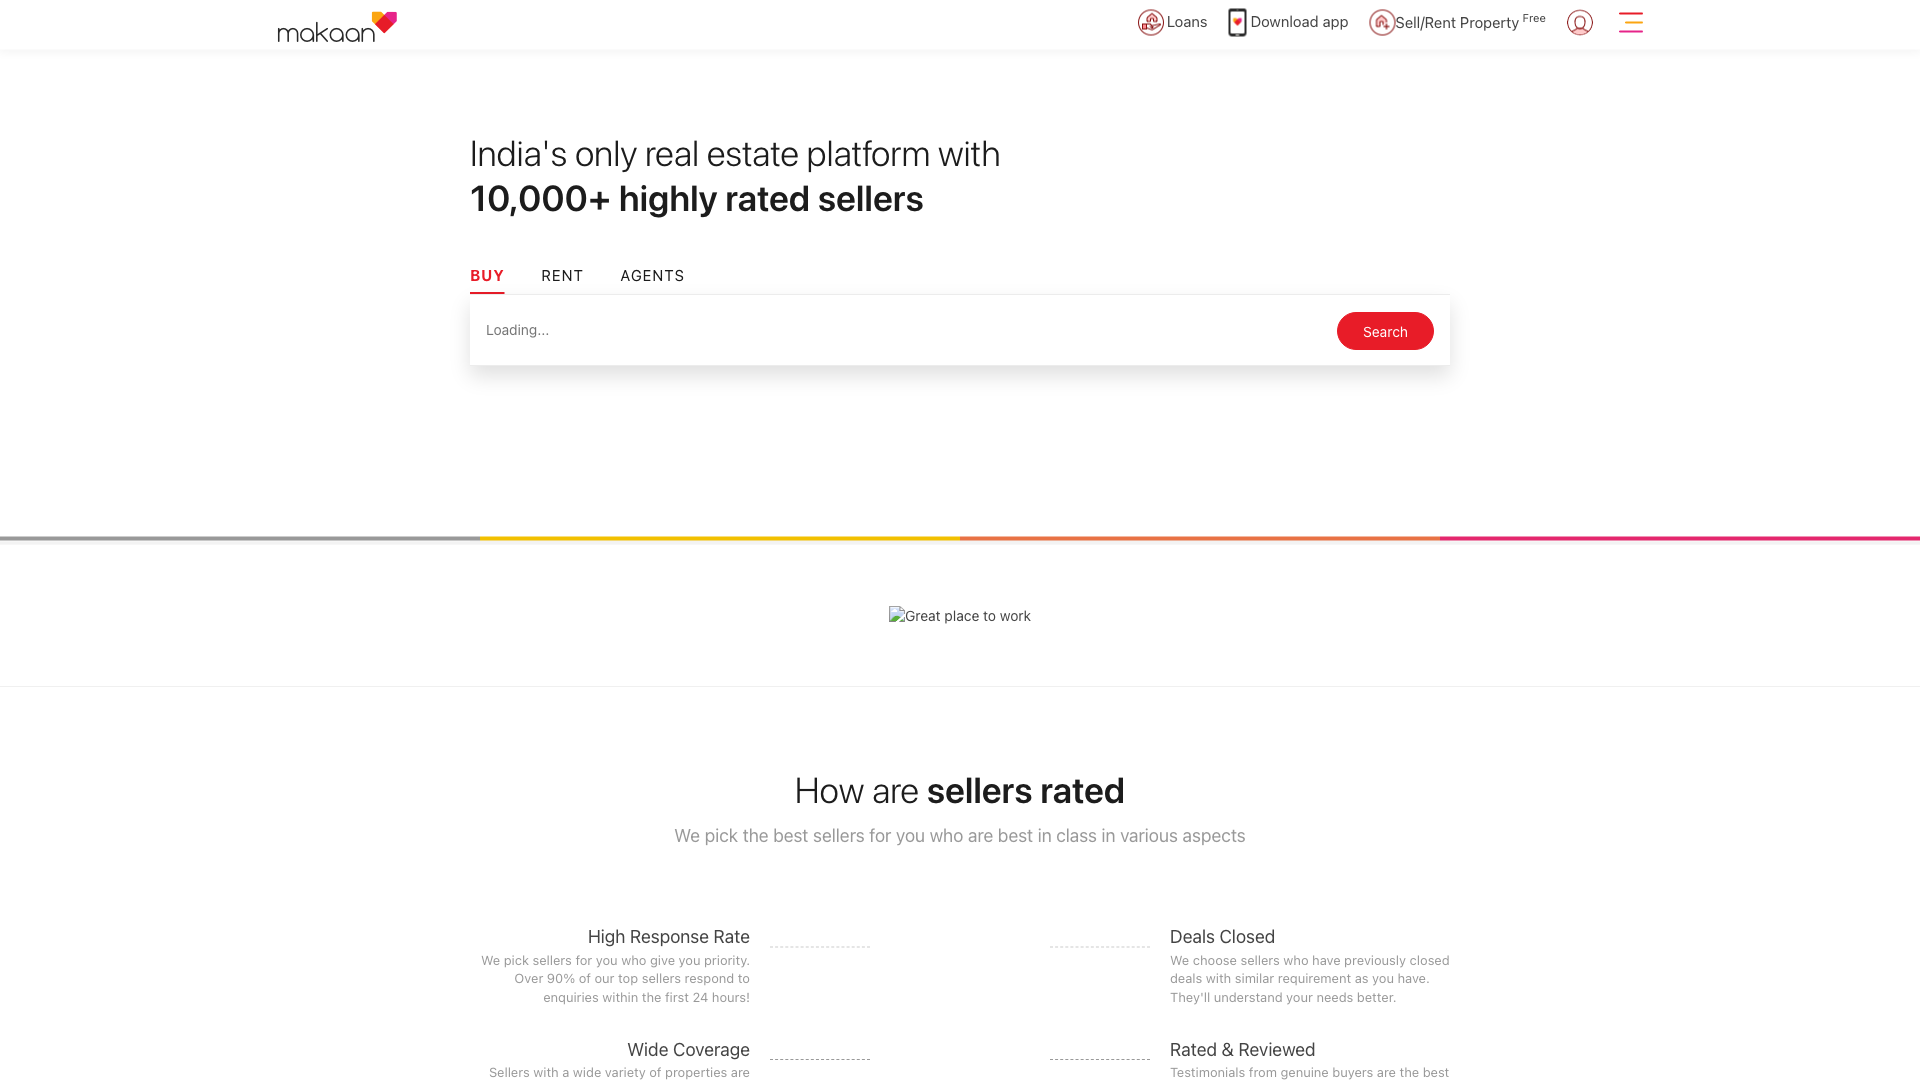 makaan
Loans
Download app
Sell/Rent Property Free
India's only real estate platform with
10,000+ highly rated sellers
BUY RENT AGENTS
Loading...
Search
Great place to work
How are sellers rated
We pick the best sellers for you who are best in class in various aspects
High Response Rate
We pick sellers for you who give you priority.
Over 90% of our top sellers respond to
enquiries within the first 24 hours!
Deals Closed
We choose sellers who have previously closed
deals with similar requirement as you have.
They'll understand your needs better.
Wide Coverage
Sellers with a wide variety of properties are
Rated & Reviewed
Testimonials from genuine buyers are the best